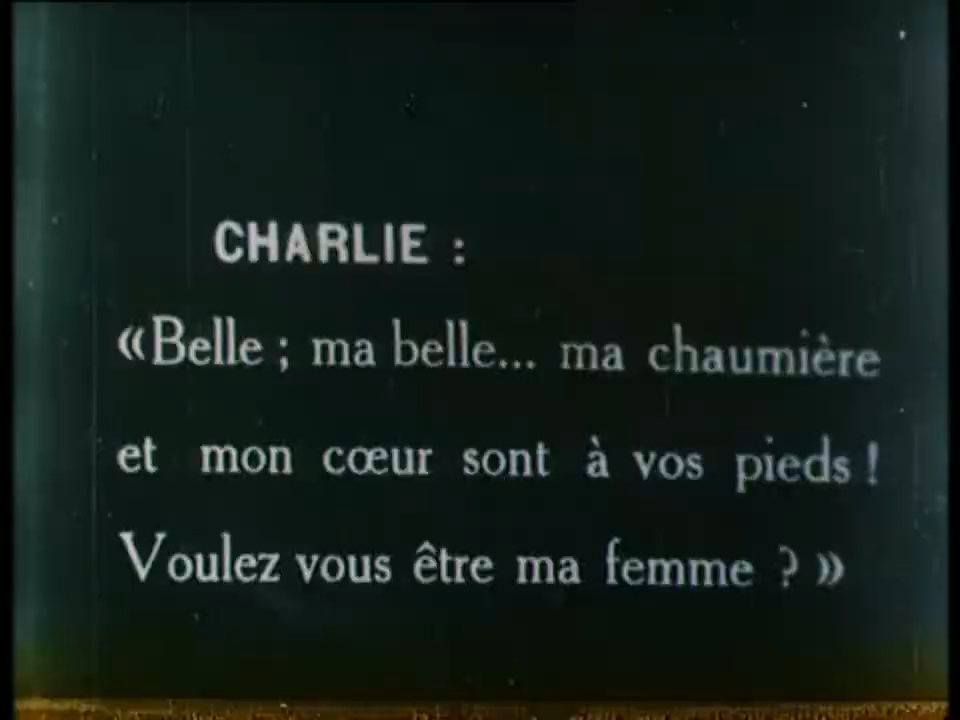 CHARLIE :
«Belle ; ma belle... ma chaumière
et mon cœur sont à vos pieds !
Voulez vous être ma femme ? »